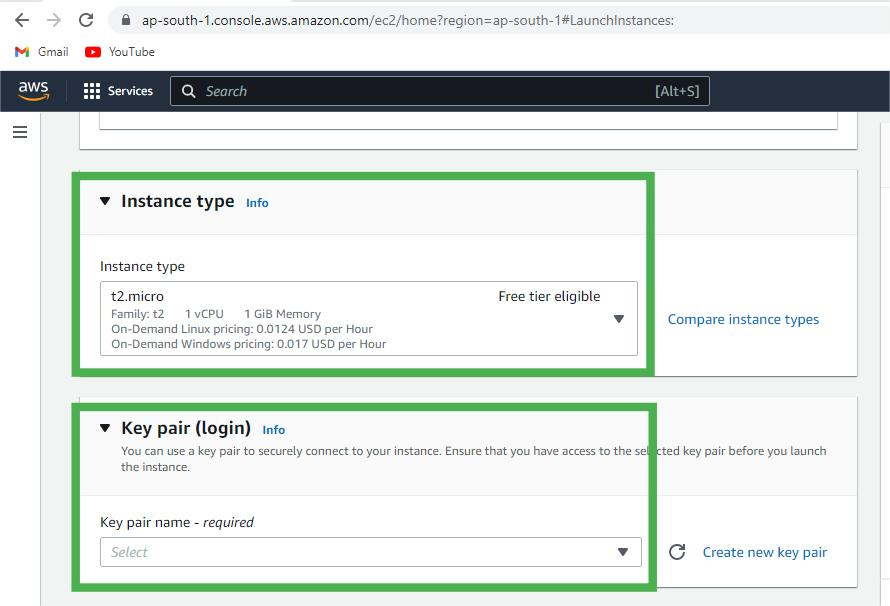 ap-south-1.console.aws.amazon.com/ec2/home?region=ap-south-1#LaunchInstances:
Gmail YouTube
aws Services Search [Alt+S]
Instance type Info
Instance type
t2.micro Free tier eligible
Family: t2 1 vCPU 1 GiB Memory
On-Demand Linux pricing: 0.0124 USD per Hour
On-Demand Windows pricing: 0.017 USD per Hour
Compare instance types
Key pair (login) Info
You can use a key pair to securely connect to your instance. Ensure that you have access to the selected key pair before you launch
the instance.
Key pair name - required
Select
Create new key pair